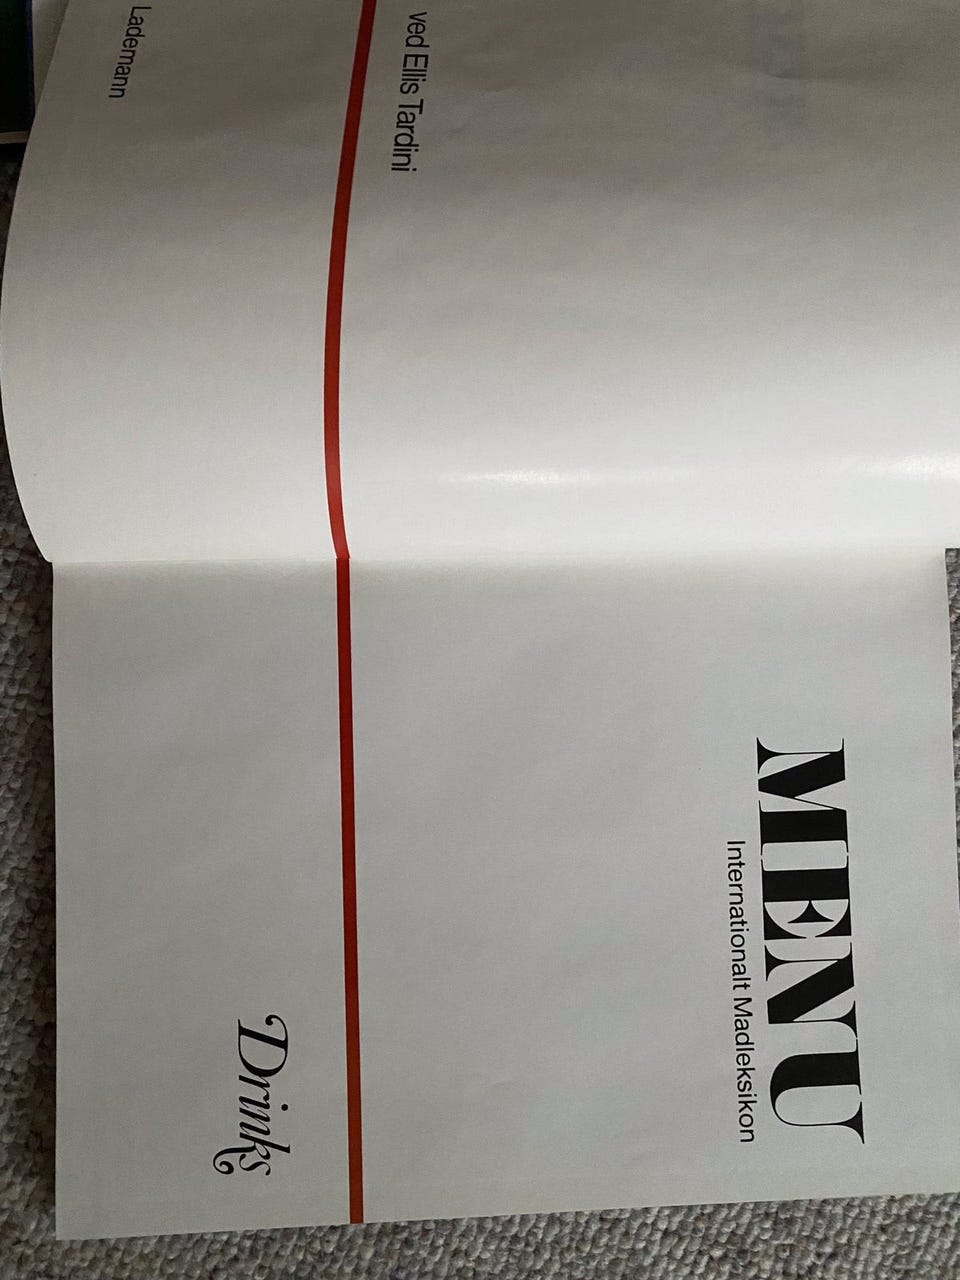 ved Ellis Tardini
Lademann
MENU
Internationalt Madleksikon
Drinks